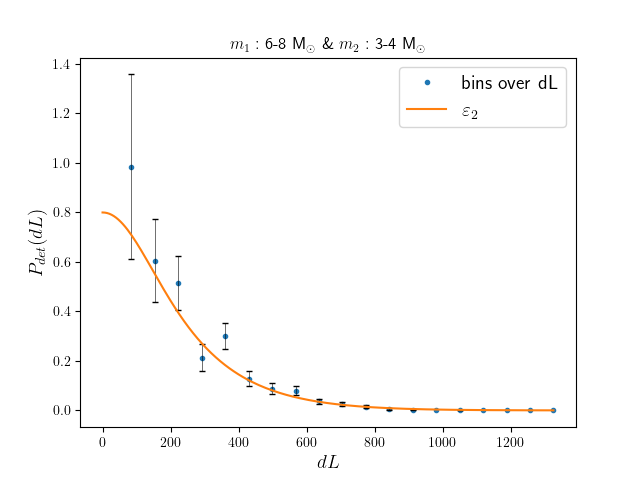 m₁ : 6-8 M⊙ & m₂ : 3-4 M⊙
1.4
1.2
1.0
0.8
0.6
0.4
0.2
0.0
P_det(dL)
bins over dL
ε₂
0 200 400 600 800 1000 1200
dL